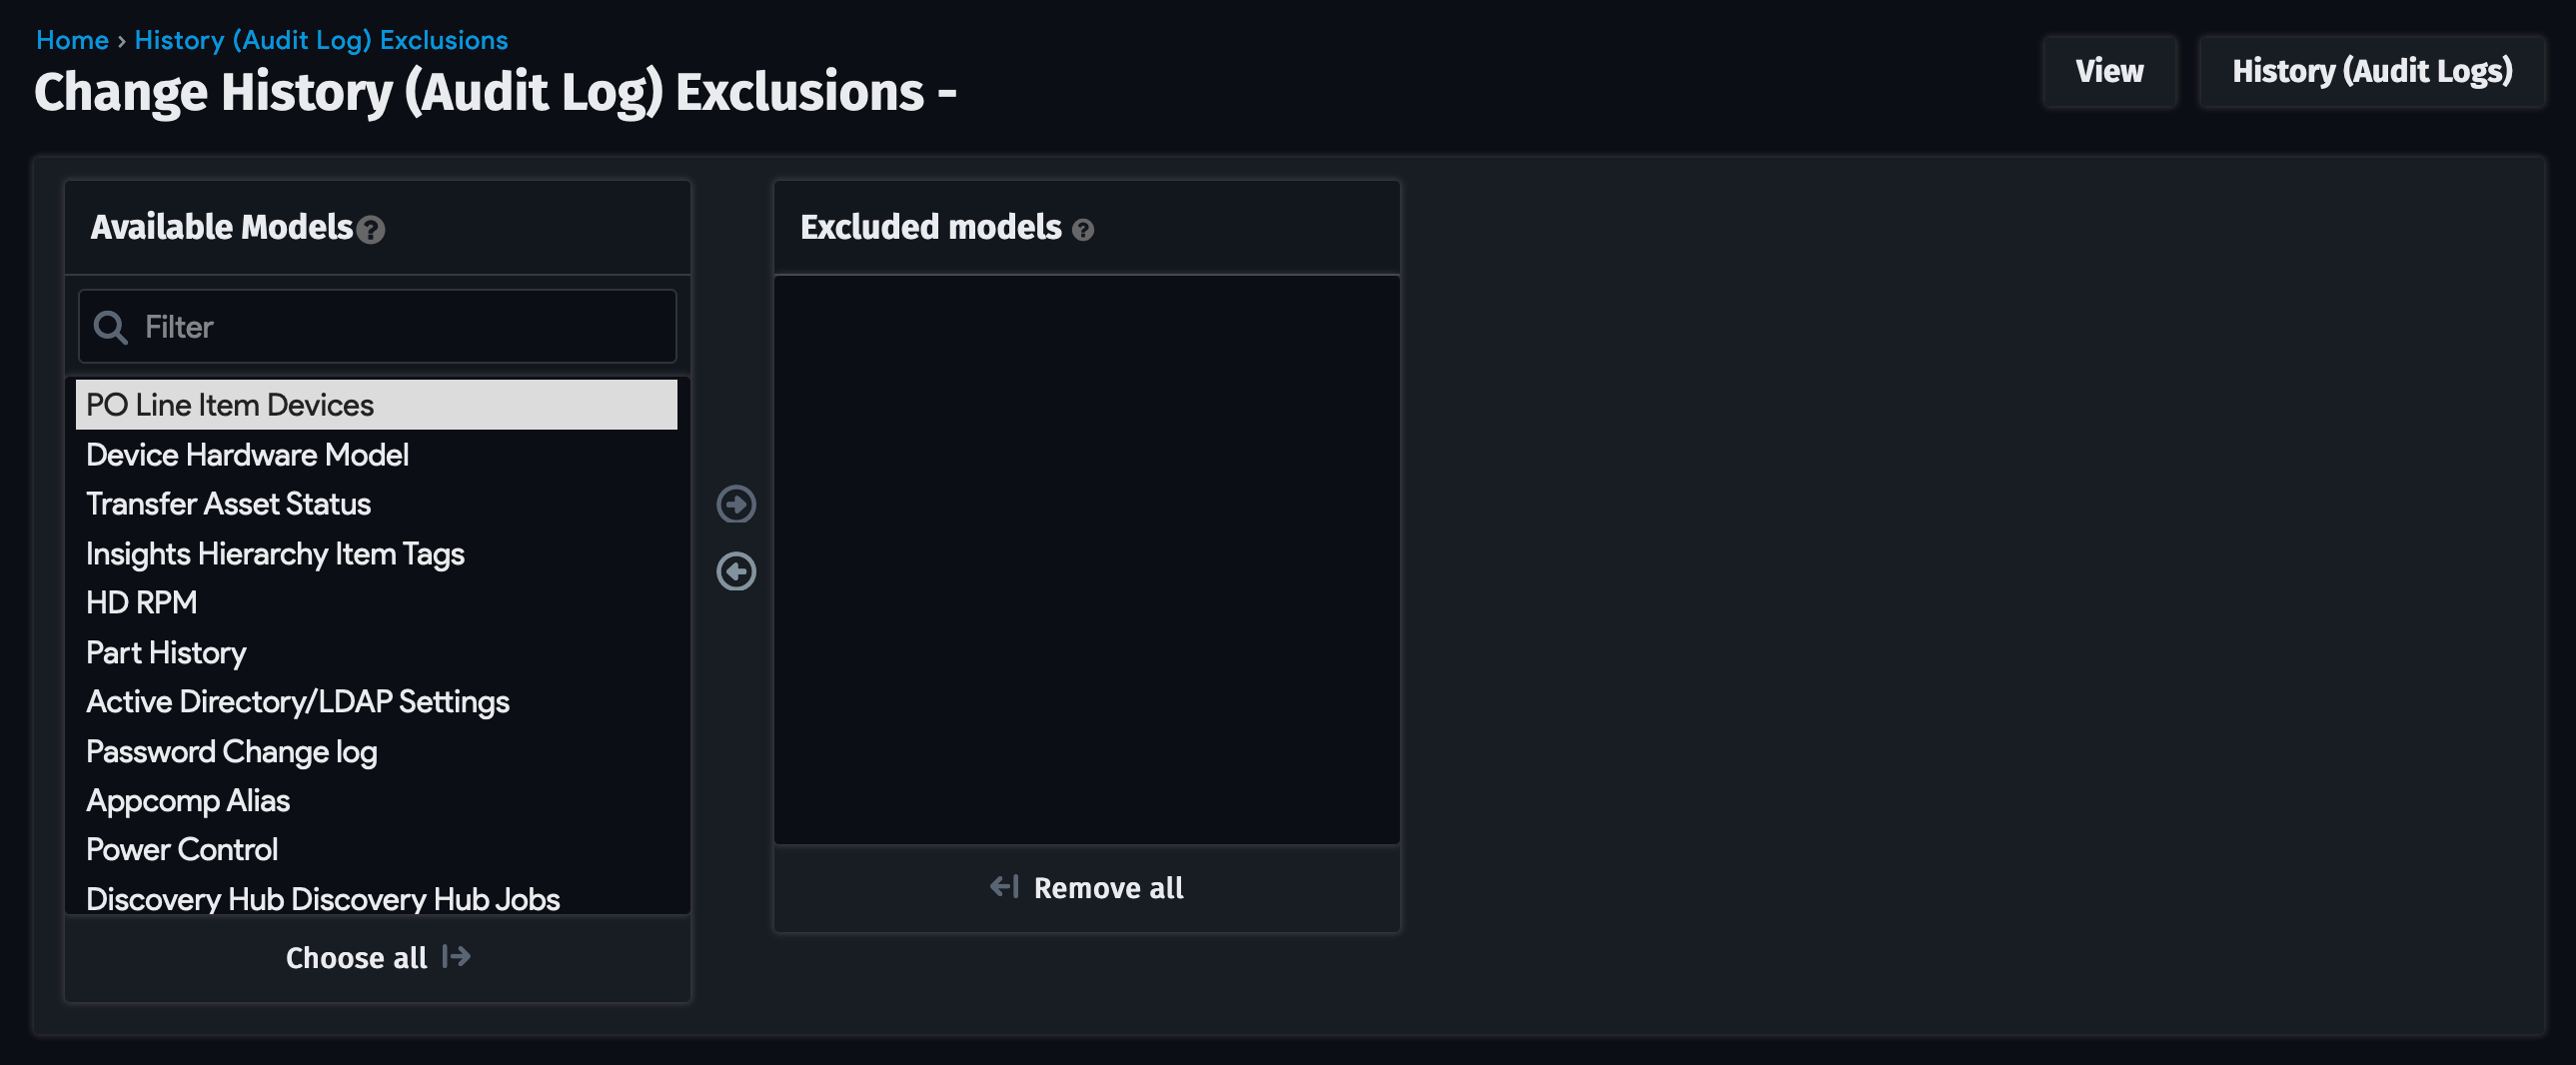 Home › History (Audit Log) Exclusions
Change History (Audit Log) Exclusions -
View
History (Audit Logs)
Available Models
Filter
PO Line Item Devices
Device Hardware Model
Transfer Asset Status
Insights Hierarchy Item Tags
HD RPM
Part History
Active Directory/LDAP Settings
Password Change log
Appcomp Alias
Power Control
Discovery Hub Discovery Hub Jobs
Choose all
Excluded models
Remove all